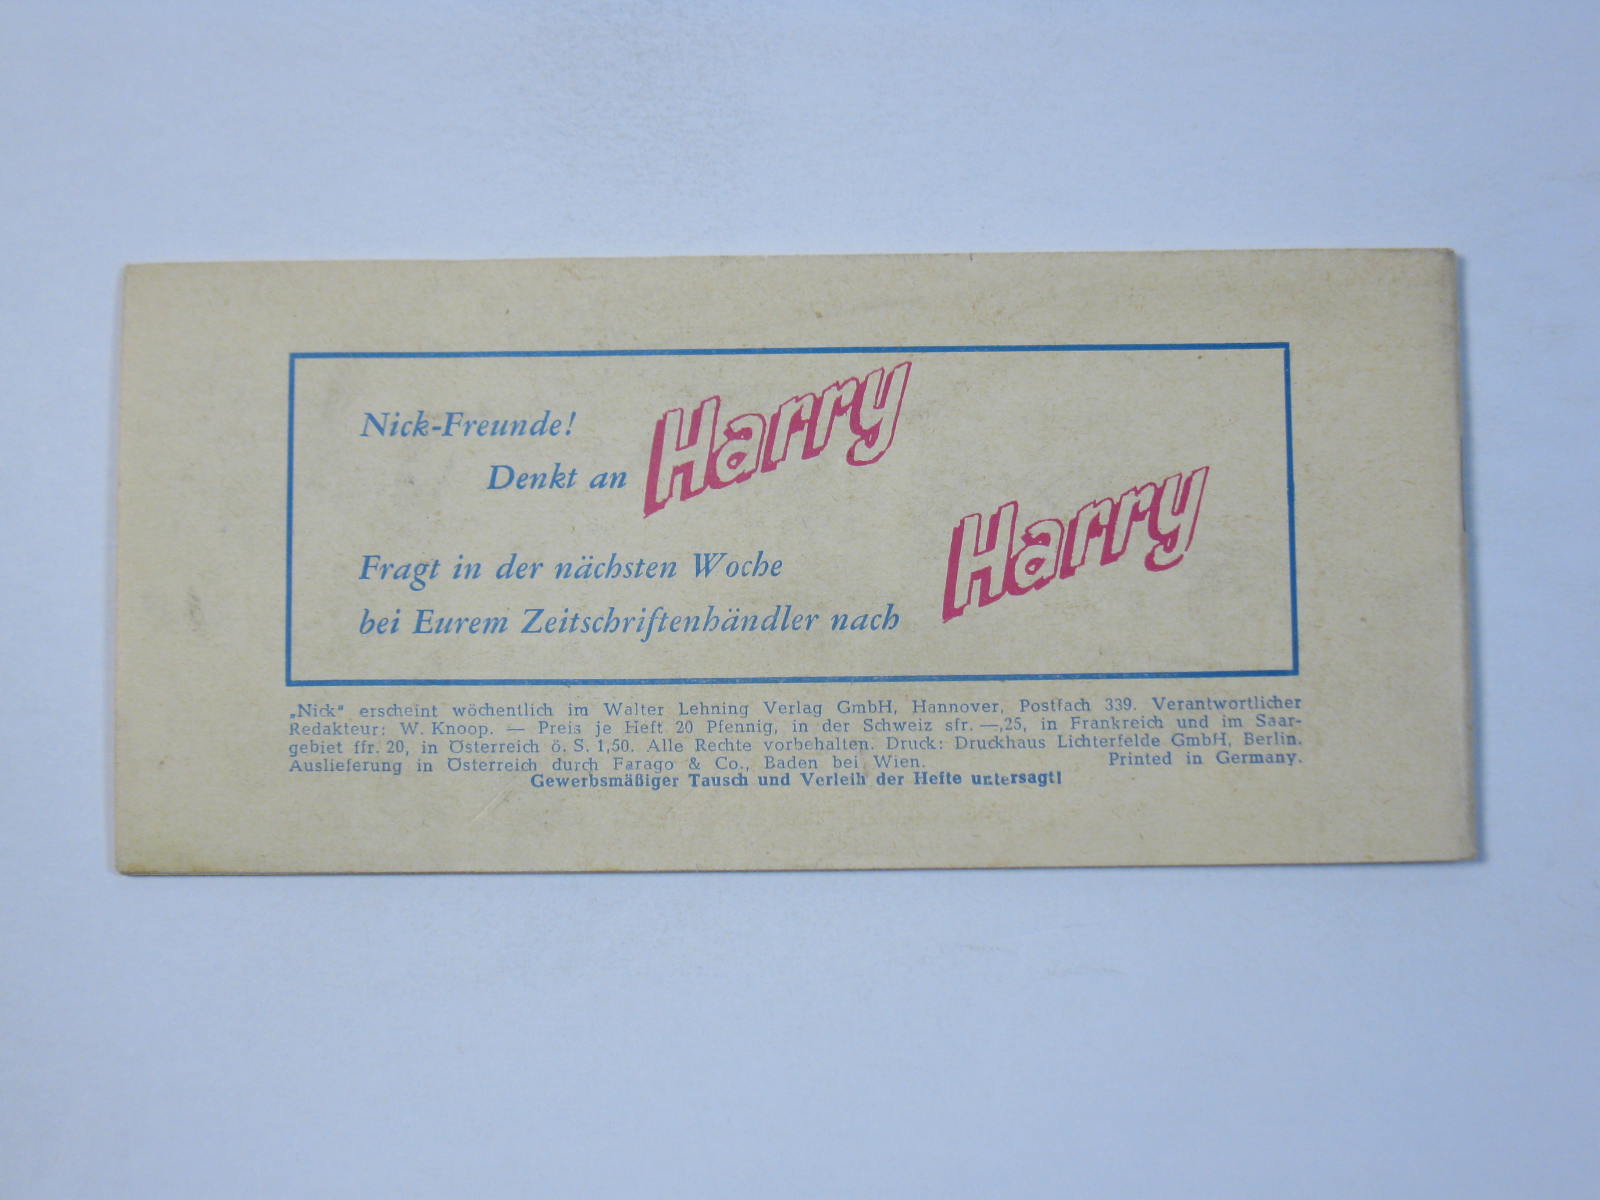 Nick-Freunde!
Denkt an Harry
Fragt in der nächsten Woche
bei Eurem Zeitschriftenhändler nach Harry
„Nick" erscheint wöchentlich im Walter Lehning Verlag GmbH, Hannover, Postfach 339. Verantwortlicher
Redakteur: W. Knoop. — Preis je Heft 20 Pfennig, in der Schweiz sfr. —,25, in Frankreich und im Saar-
gebiet ffr. 20, in Österreich ö. S. 1,50. Alle Rechte vorbehalten. Druck: Druckhaus Lichterfelde GmbH, Berlin.
Auslieferung in Österreich durch Farago & Co., Baden bei Wien. Printed in Germany.
Gewerbsmäßiger Tausch und Verleih der Hefte untersagt!